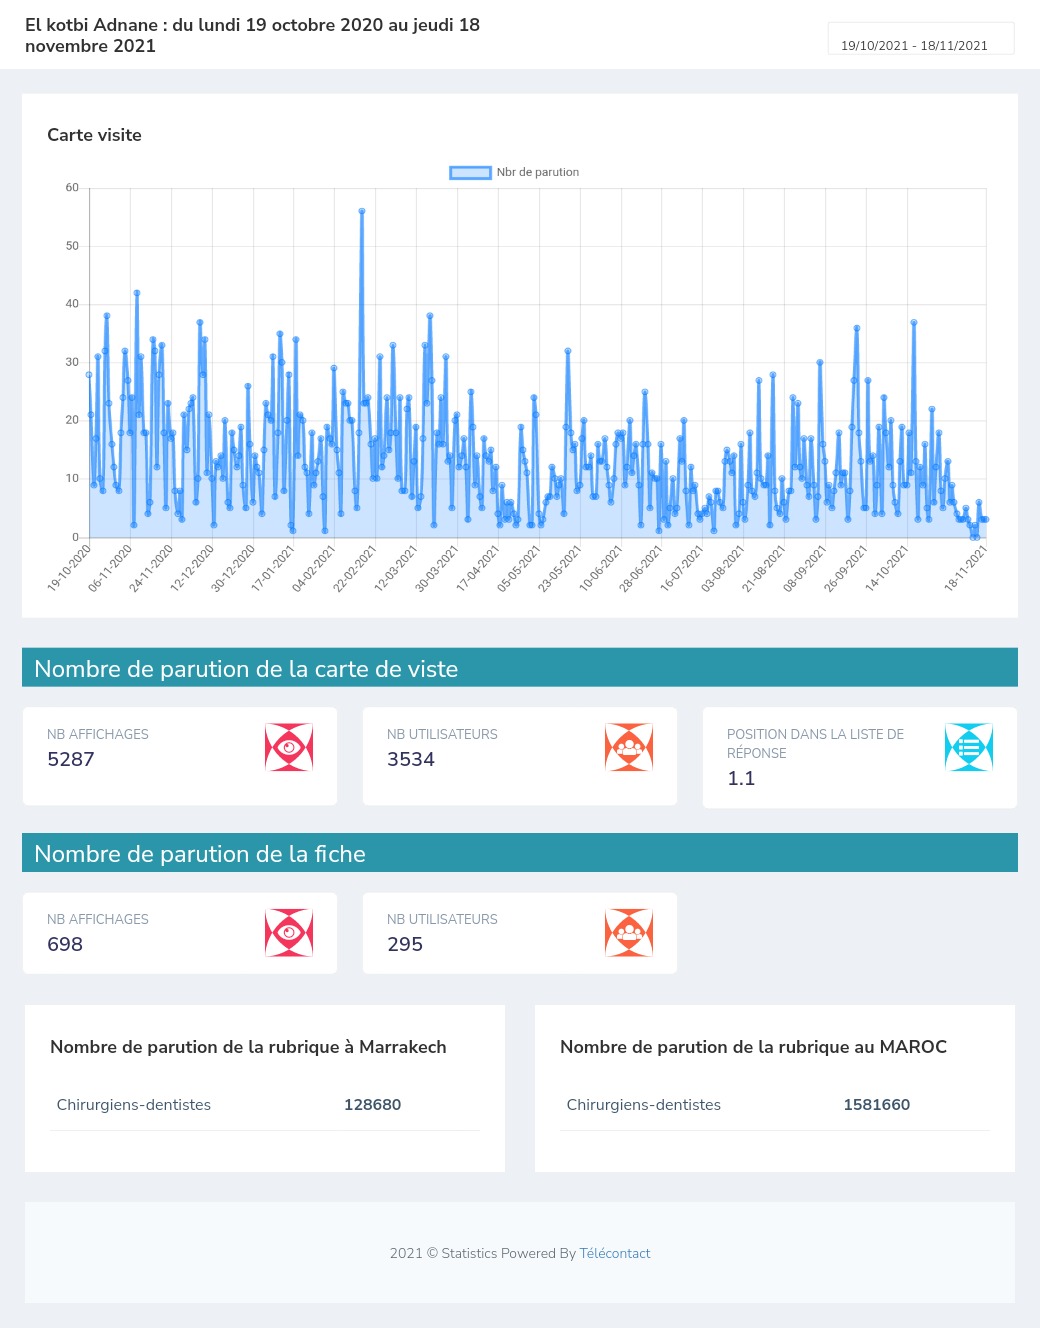 El kotbi Adnane : du lundi 19 octobre 2020 au jeudi 18
novembre 2021
19/10/2021 - 18/11/2021
Carte visite
Nbr de parution
60
50
40
30
20
10
0
19-10-2020
06-11-2020
24-11-2020
12-12-2020
30-12-2020
17-01-2021
04-02-2021
22-02-2021
12-03-2021
30-03-2021
17-04-2021
05-05-2021
23-05-2021
10-06-2021
28-06-2021
16-07-2021
03-08-2021
21-08-2021
08-09-2021
26-09-2021
14-10-2021
18-11-2021
Nombre de parution de la carte de viste
NB AFFICHAGES
5287
NB UTILISATEURS
3534
POSITION DANS LA LISTE DE
RÉPONSE
1.1
Nombre de parution de la fiche
NB AFFICHAGES
698
NB UTILISATEURS
295
Nombre de parution de la rubrique à Marrakech
Chirurgiens-dentistes 128680
Nombre de parution de la rubrique au MAROC
Chirurgiens-dentistes 1581660
2021 © Statistics Powered By Télécontact